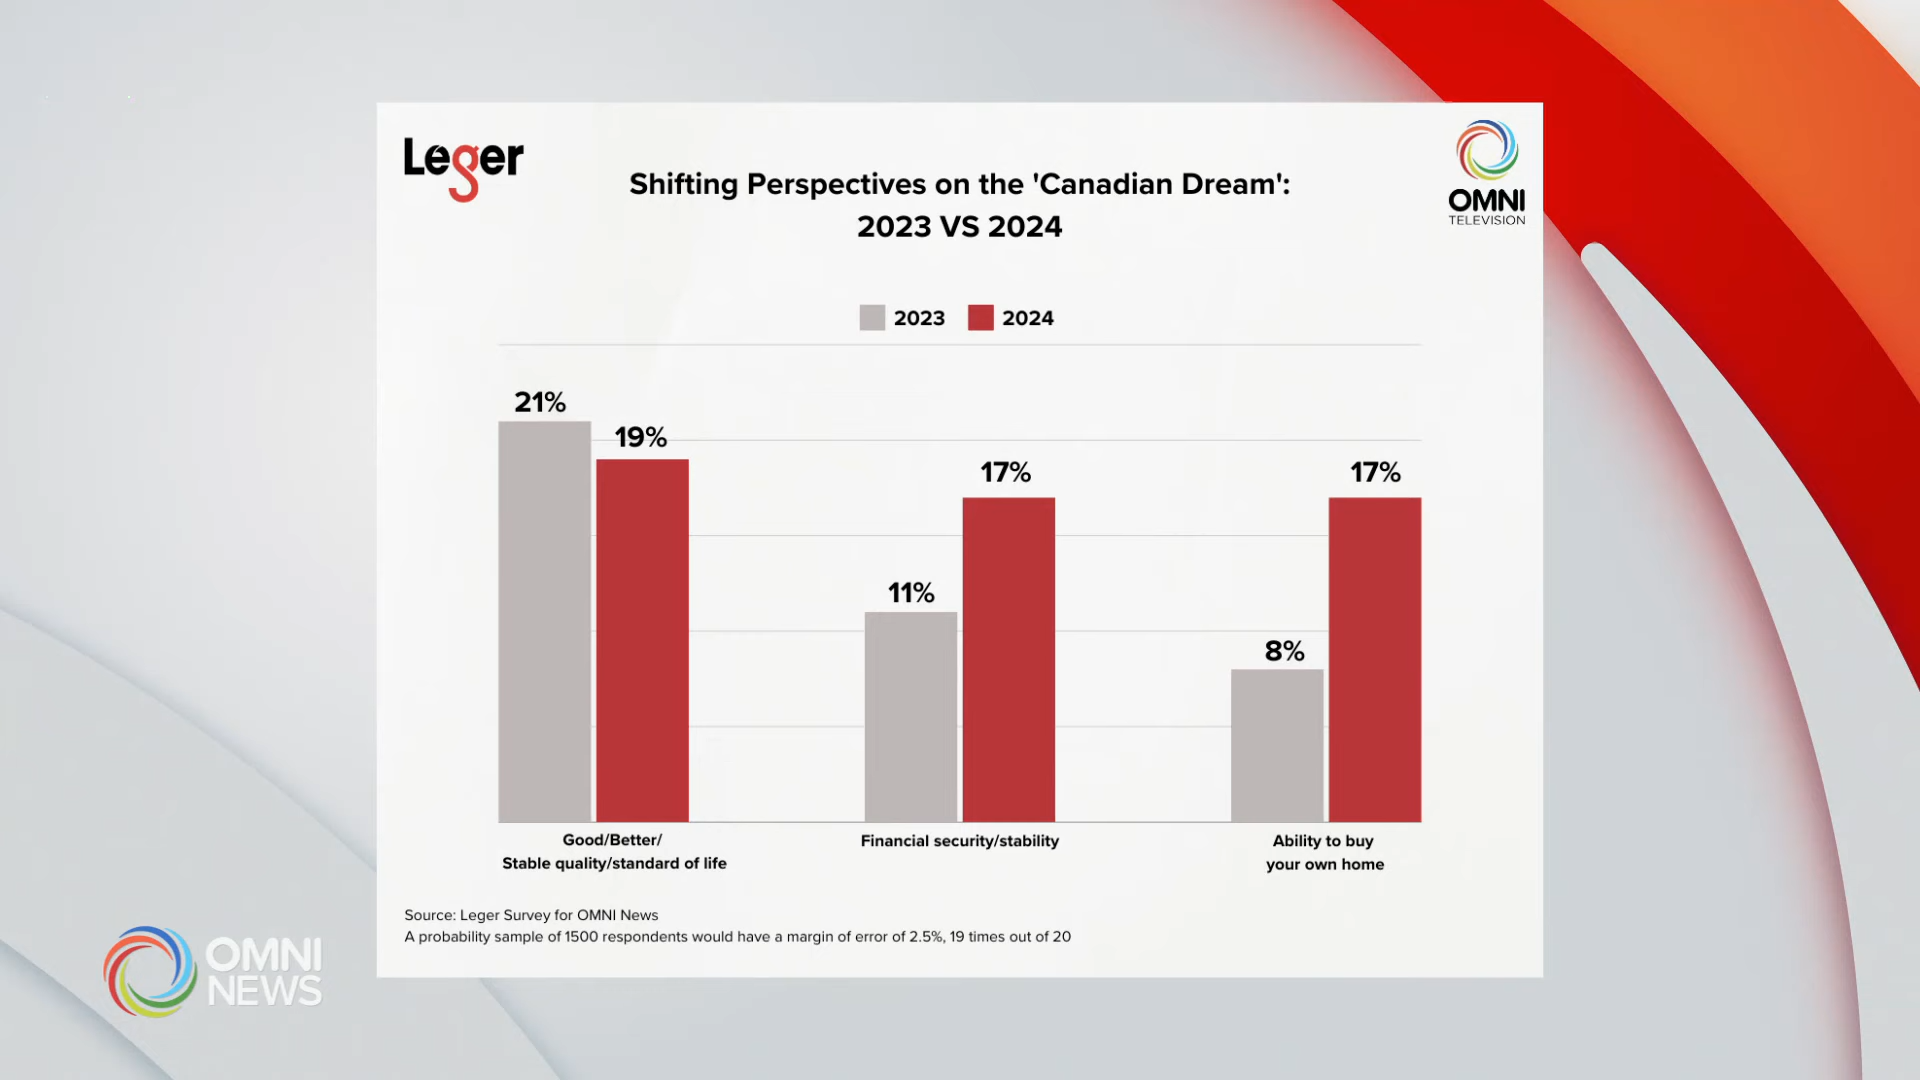 Leger
OMNI
TELEVISION
Shifting Perspectives on the 'Canadian Dream':
2023 VS 2024
2023
2024
21%
19%
11%
17%
8%
17%
Good/Better/
Stable quality/standard of life
Financial security/stability
Ability to buy
your own home
Source: Leger Survey for OMNI News
A probability sample of 1500 respondents would have a margin of error of 2.5%, 19 times out of 20
OMNI
NEWS